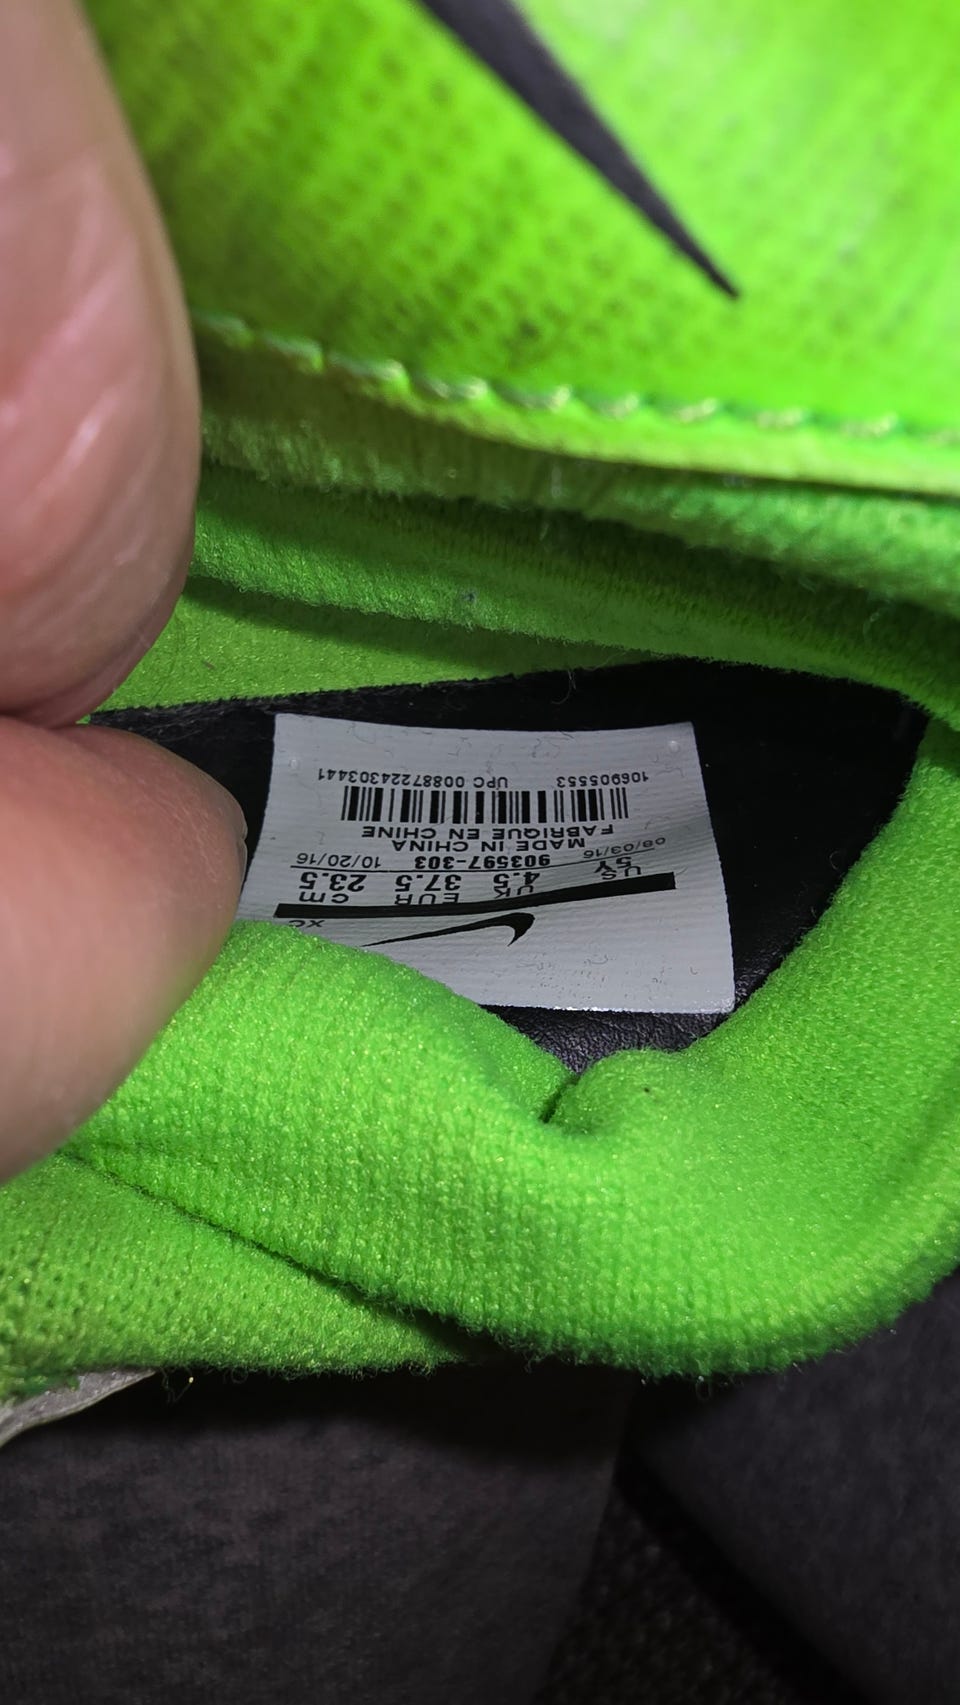 XC
US UK EUR cm
5Y 4.5 37.5 23.5
08/03/16 903597-303 10/20/16
MADE IN CHINA
FABRIQUE EN CHINE
106905553 UPC 00887224303441